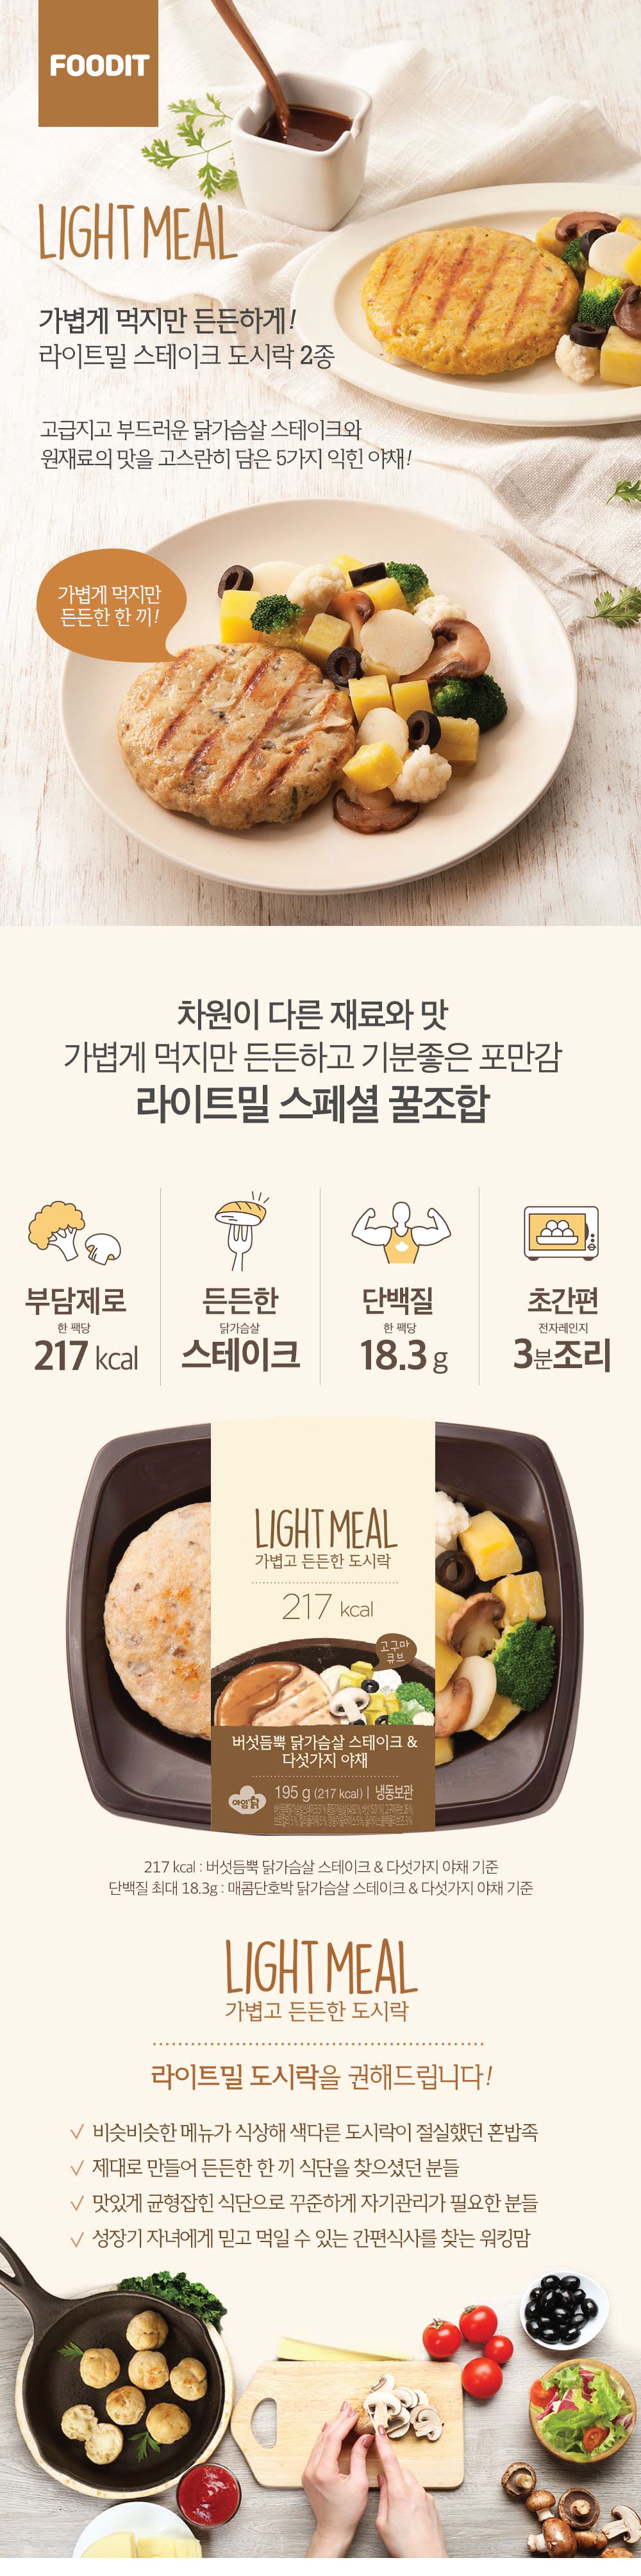 FOODIT
LIGHT MEAL
가볍게 먹지만 든든하게!
라이트밀 스테이크 도시락 2종
고급지고 부드러운 닭가슴살 스테이크와
원재료의 맛을 고스란히 담은 5가지 익힌 야채!
가볍게 먹지만
든든한 한 끼!
차원이 다른 재료와 맛
가볍게 먹지만 든든하고 기분좋은 포만감
라이트밀 스페셜 꿀조합
부담제로
한 팩당
217 kcal
든든한
닭가슴살
스테이크
단백질
한 팩당
18.3 g
초간편
전자레인지
3분조리
LIGHT MEAL
가볍고 든든한 도시락
217 kcal
고구마
큐브
버섯듬뿍 닭가슴살 스테이크 &
다섯가지 야채
아임닭
195 g (217 kcal) | 냉동보관
217 kcal : 버섯듬뿍 닭가슴살 스테이크 & 다섯가지 야채 기준
단백질 최대 18.3g : 매콤단호박 닭가슴살 스테이크 & 다섯가지 야채 기준
LIGHT MEAL
가볍고 든든한 도시락
라이트밀 도시락을 권해드립니다!
비슷비슷한 메뉴가 식상해 색다른 도시락이 절실했던 혼밥족
제대로 만들어 든든한 한 끼 식단을 찾으셨던 분들
맛있게 균형잡힌 식단으로 꾸준하게 자기관리가 필요한 분들
성장기 자녀에게 믿고 먹일 수 있는 간편식사를 찾는 워킹맘